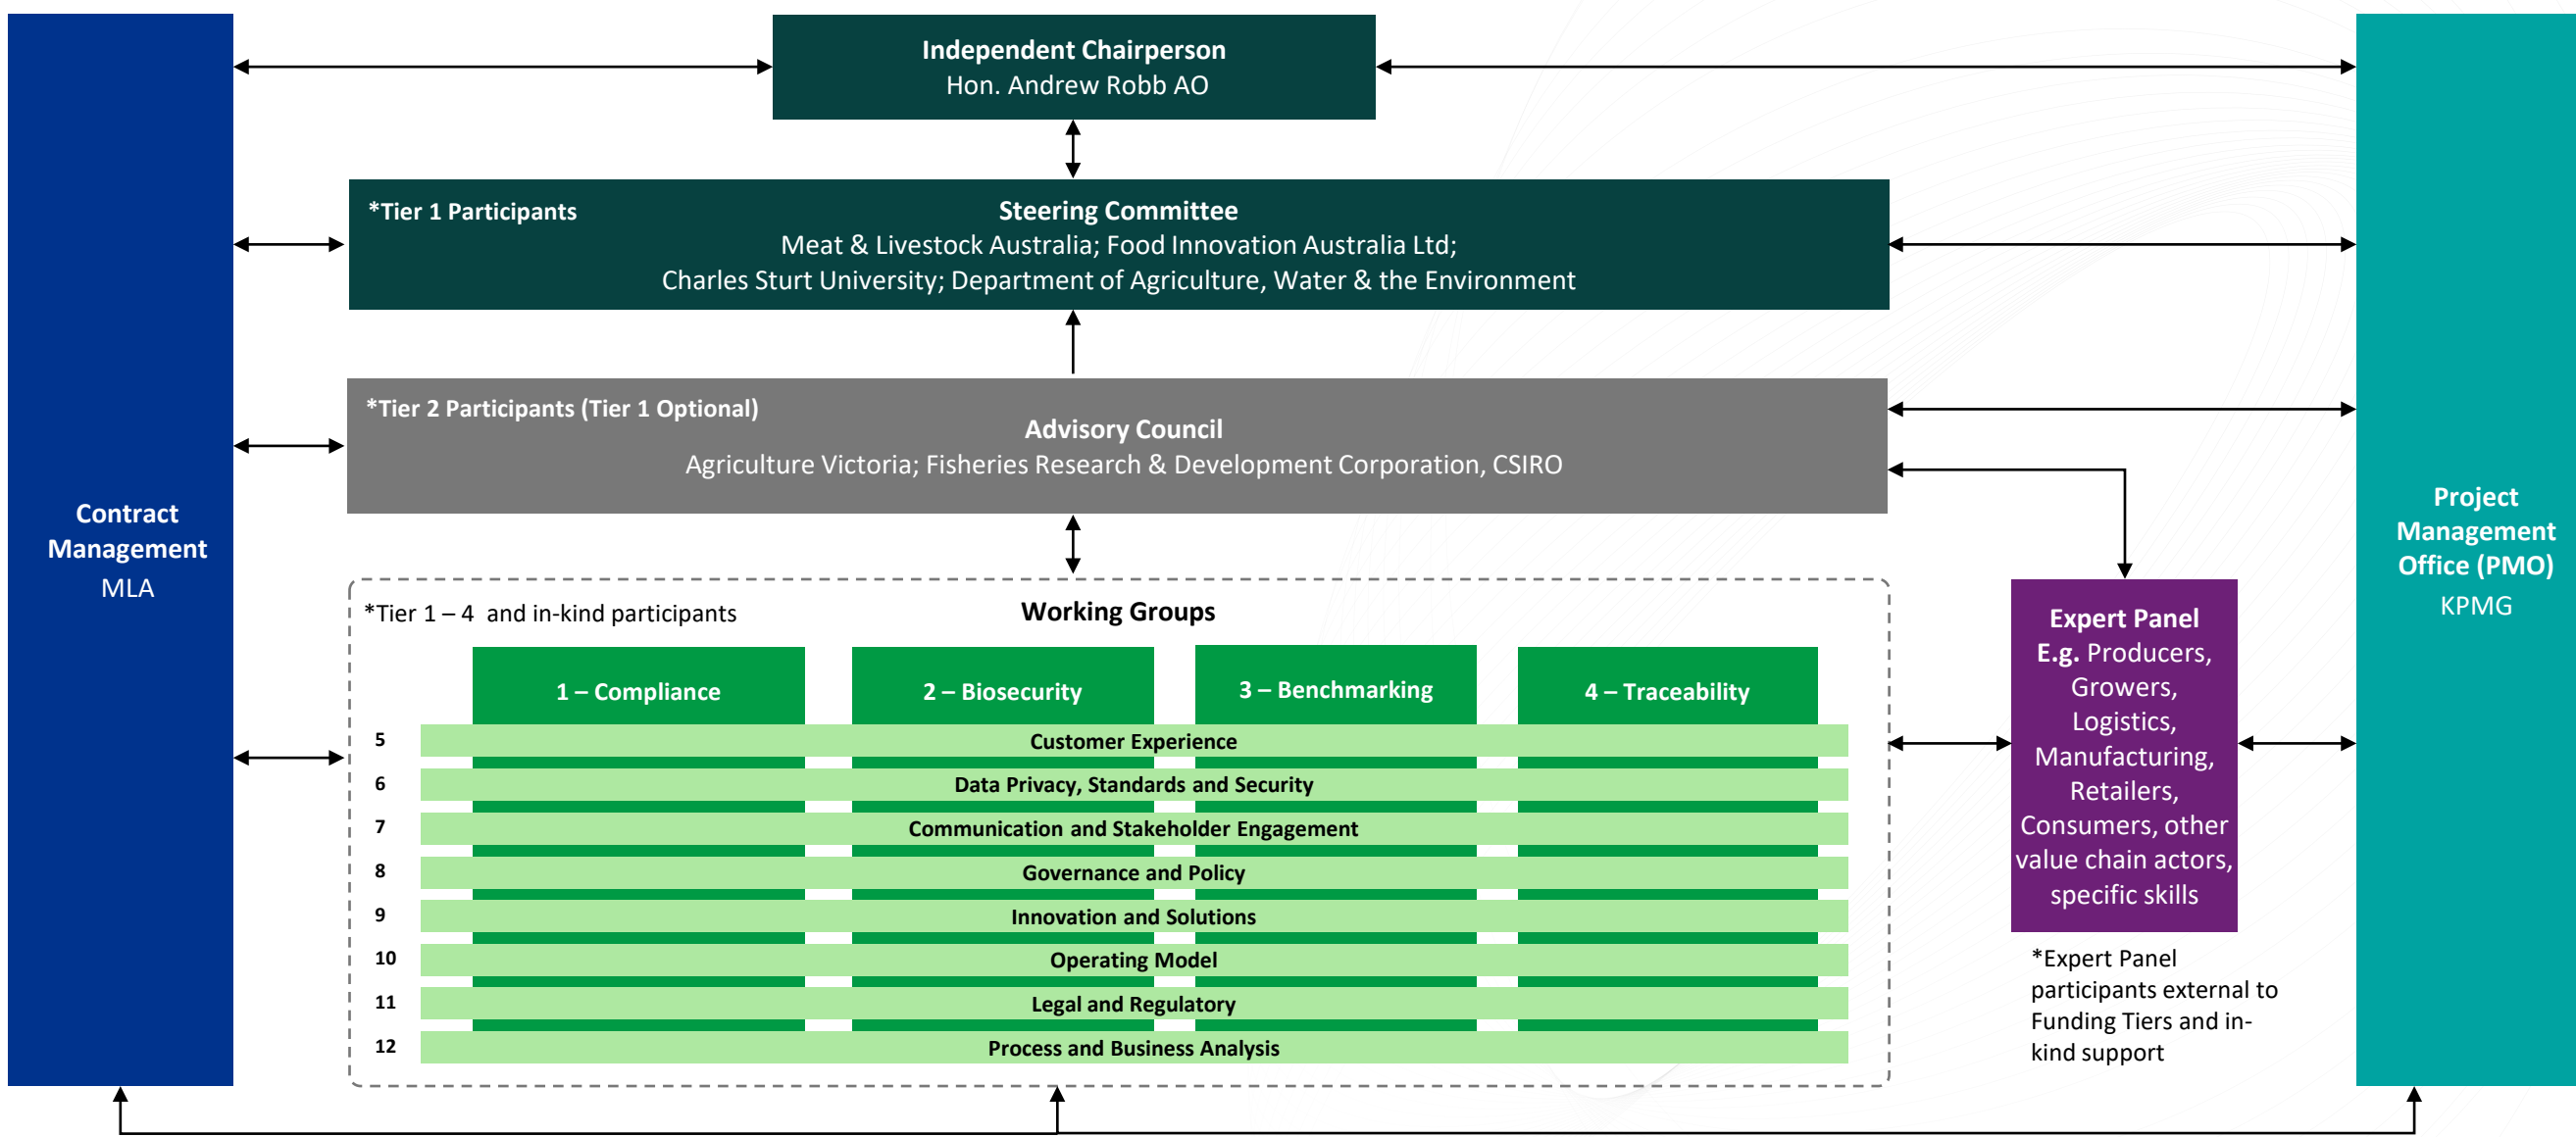 Independent Chairperson
Hon. Andrew Robb AO
*Tier 1 Participants
Steering Committee
Meat & Livestock Australia; Food Innovation Australia Ltd;
Charles Sturt University; Department of Agriculture, Water & the Environment
*Tier 2 Participants (Tier 1 Optional)
Advisory Council
Agriculture Victoria; Fisheries Research & Development Corporation, CSIRO
Contract
Management
MLA
*Tier 1 – 4  and in-kind participants
Working Groups
1 – Compliance
2 – Biosecurity
3 – Benchmarking
4 – Traceability
5
Customer Experience
6
Data Privacy, Standards and Security
7
Communication and Stakeholder Engagement
8
Governance and Policy
9
Innovation and Solutions
10
Operating Model
11
Legal and Regulatory
12
Process and Business Analysis
Expert Panel
E.g. Producers,
Growers,
Logistics,
Manufacturing,
Retailers,
Consumers, other
value chain actors,
specific skills
*Expert Panel
participants external to
Funding Tiers and in-
kind support
Project
Management
Office (PMO)
KPMG